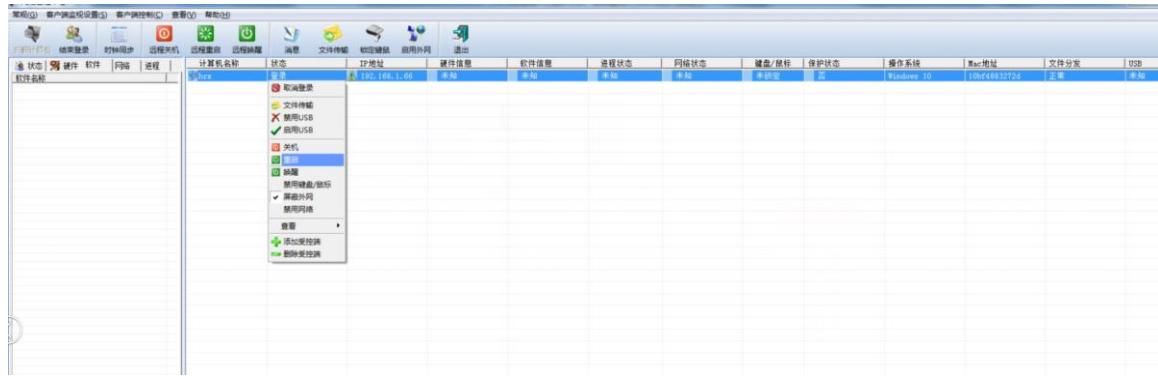 常规(G) 客户端监视设置(S) 客户端控制(C) 查看(V) 帮助(H)
结束登录 时钟同步 远程关机 远程重启 远程唤醒 消息 文件传输 锁定键鼠 启用外网 退出
状态 硬件 软件 网络 进程
计算机名称 状态 IP地址 硬件信息 软件信息 进程状态 网络状态 键盘/鼠标 保护状态 操作系统 Mac地址 文件分发 USB
软件名称
hcx 登录 192.168.1.66 未知 未知 未知 未知 未锁定 否 Windows 10 正常 未知
取消登录
文件传输
禁用USB
启用USB
关机
重启
唤醒
禁用键盘/鼠标
屏蔽外网
禁用网络
查看
添加受控端
删除受控端